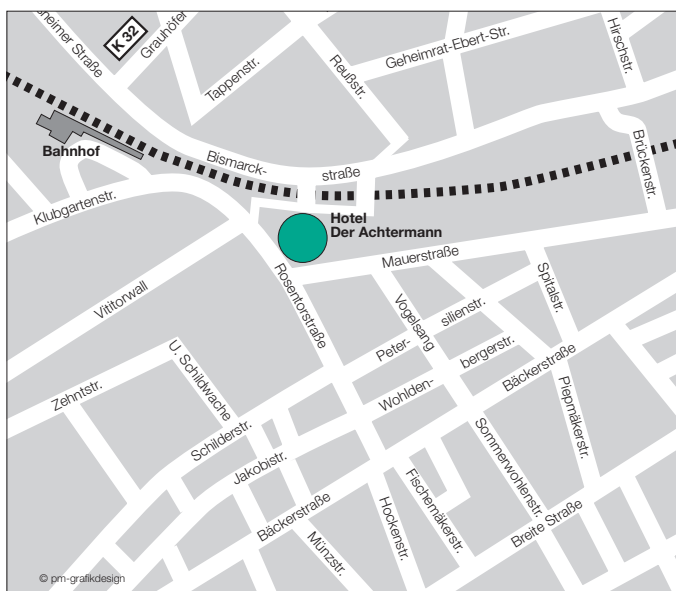 sheimer Straße
K 32
Grauhöfer
Tappenstr.
Reußstr.
Geheimrat-Ebert-Str.
Hirschstr.
Bahnhof
Bismarck-
straße
Brückenstr.
Klubgartenstr.
Hotel
Der Achtermann
Mauerstraße
Vititorwall
Rosentorstraße
Vogelsang
Peter-
silienstr.
Spitalstr.
U. Schildwache
Zehntstr.
Wohlden-
bergerstr.
Bäckerstraße
Piepmäkerstr.
Schilderstr.
Jakobistr.
Sommerwohlenstr.
Fischemäkerstr.
Bäckerstraße
Hockenstr.
Breite Straße
Münzstr.
© pm-grafikdesign